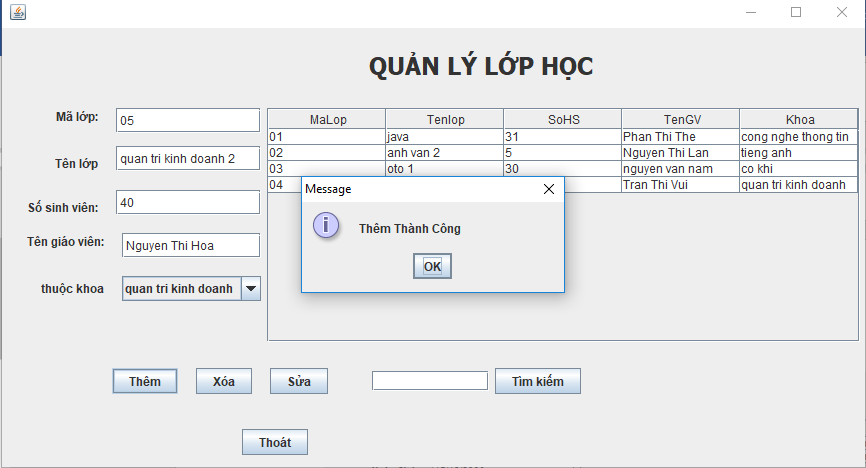 QUẢN LÝ LỚP HỌC
Mã lớp: 05
Tên lớp quan tri kinh doanh 2
Số sinh viên: 40
Tên giáo viên: Nguyen Thi Hoa
thuộc khoa quan tri kinh doanh
MaLop Tenlop SoHS TenGV Khoa
01 java 31 Phan Thi The cong nghe thong tin
02 anh van 2 5 Nguyen Thi Lan tieng anh
03 oto 1 30 nguyen van nam co khi
04 Tran Thi Vui quan tri kinh doanh
Message
Thêm Thành Công
OK
Thêm Xóa Sửa Tìm kiếm
Thoát